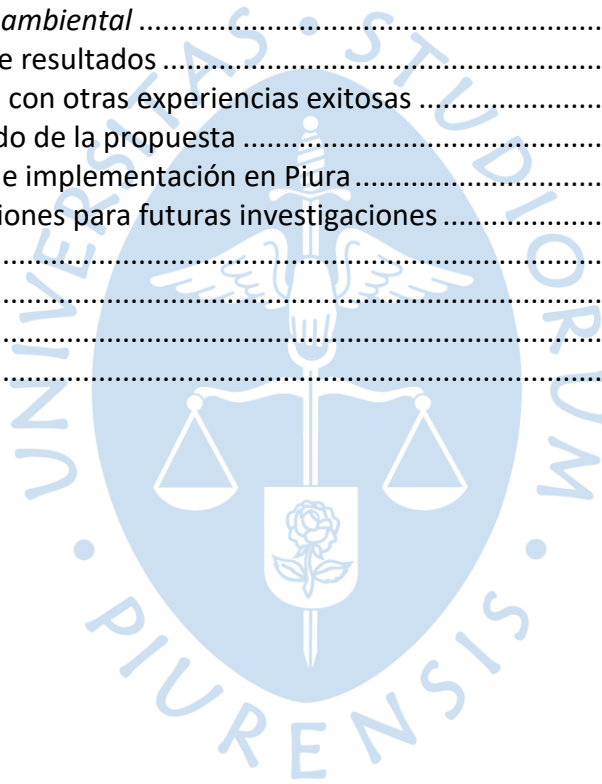 ambiental ..........................................................
e resultados ......................................................
con otras experiencias exitosas ......................
do de la propuesta ............................................
e implementación en Piura ..............................
iones para futuras investigaciones ..................
..........................................................................
..........................................................................
..........................................................................
..........................................................................
UNIVERSITAS • STUDIORUM • PIURENSIS •